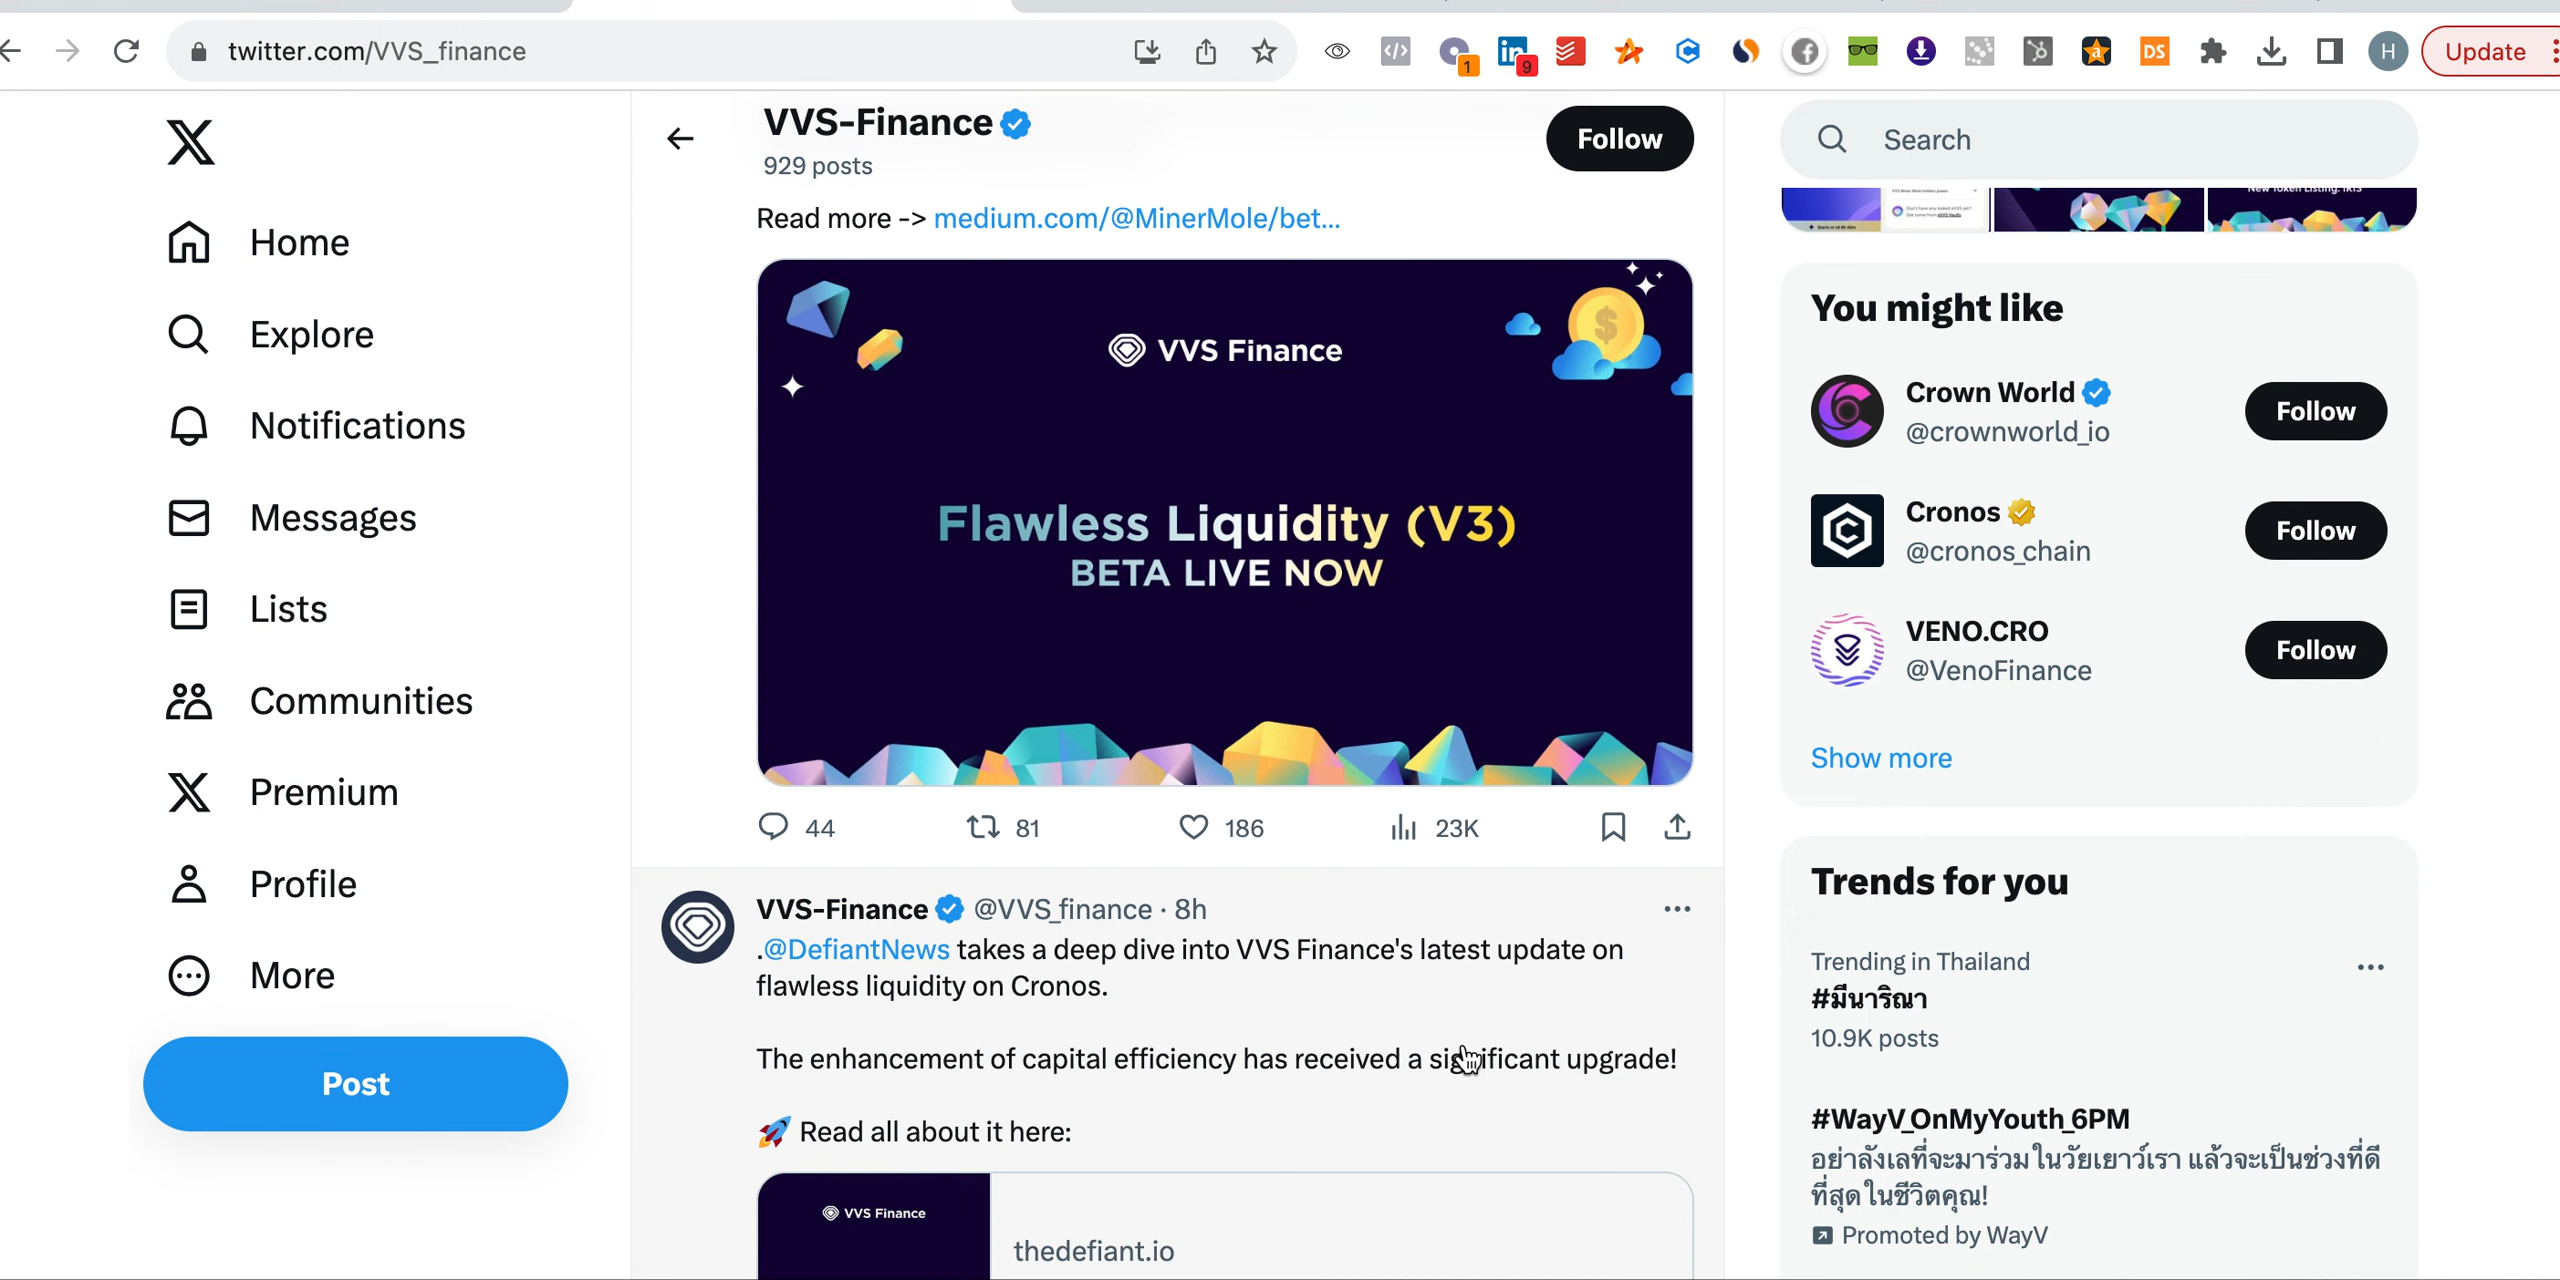 twitter.com/VVS_finance
1
9
DS
H
Update
Home
Explore
Notifications
Messages
Lists
Communities
Premium
Profile
More
Post
VVS-Finance
929 posts
Follow
Read more -> medium.com/@MinerMole/bet...
VVS Finance
Flawless Liquidity (V3)
BETA LIVE NOW
44
81
186
23K
VVS-Finance @VVS_finance · 8h
.@DefiantNews takes a deep dive into VVS Finance's latest update on
flawless liquidity on Cronos.
The enhancement of capital efficiency has received a significant upgrade!
🚀 Read all about it here:
VVS Finance
thedefiant.io
Search
You might like
Crown World
@crownworld_io
Follow
Cronos
@cronos_chain
Follow
VENO.CRO
@VenoFinance
Follow
Show more
Trends for you
Trending in Thailand
#มีนาริณา
10.9K posts
#WayV_OnMyYouth_6PM
อย่าลังเลที่จะมาร่วมในวัยเยาว์เรา แล้วจะเป็นช่วงที่ดี
ที่สุดในชีวิตคุณ!
Promoted by WayV